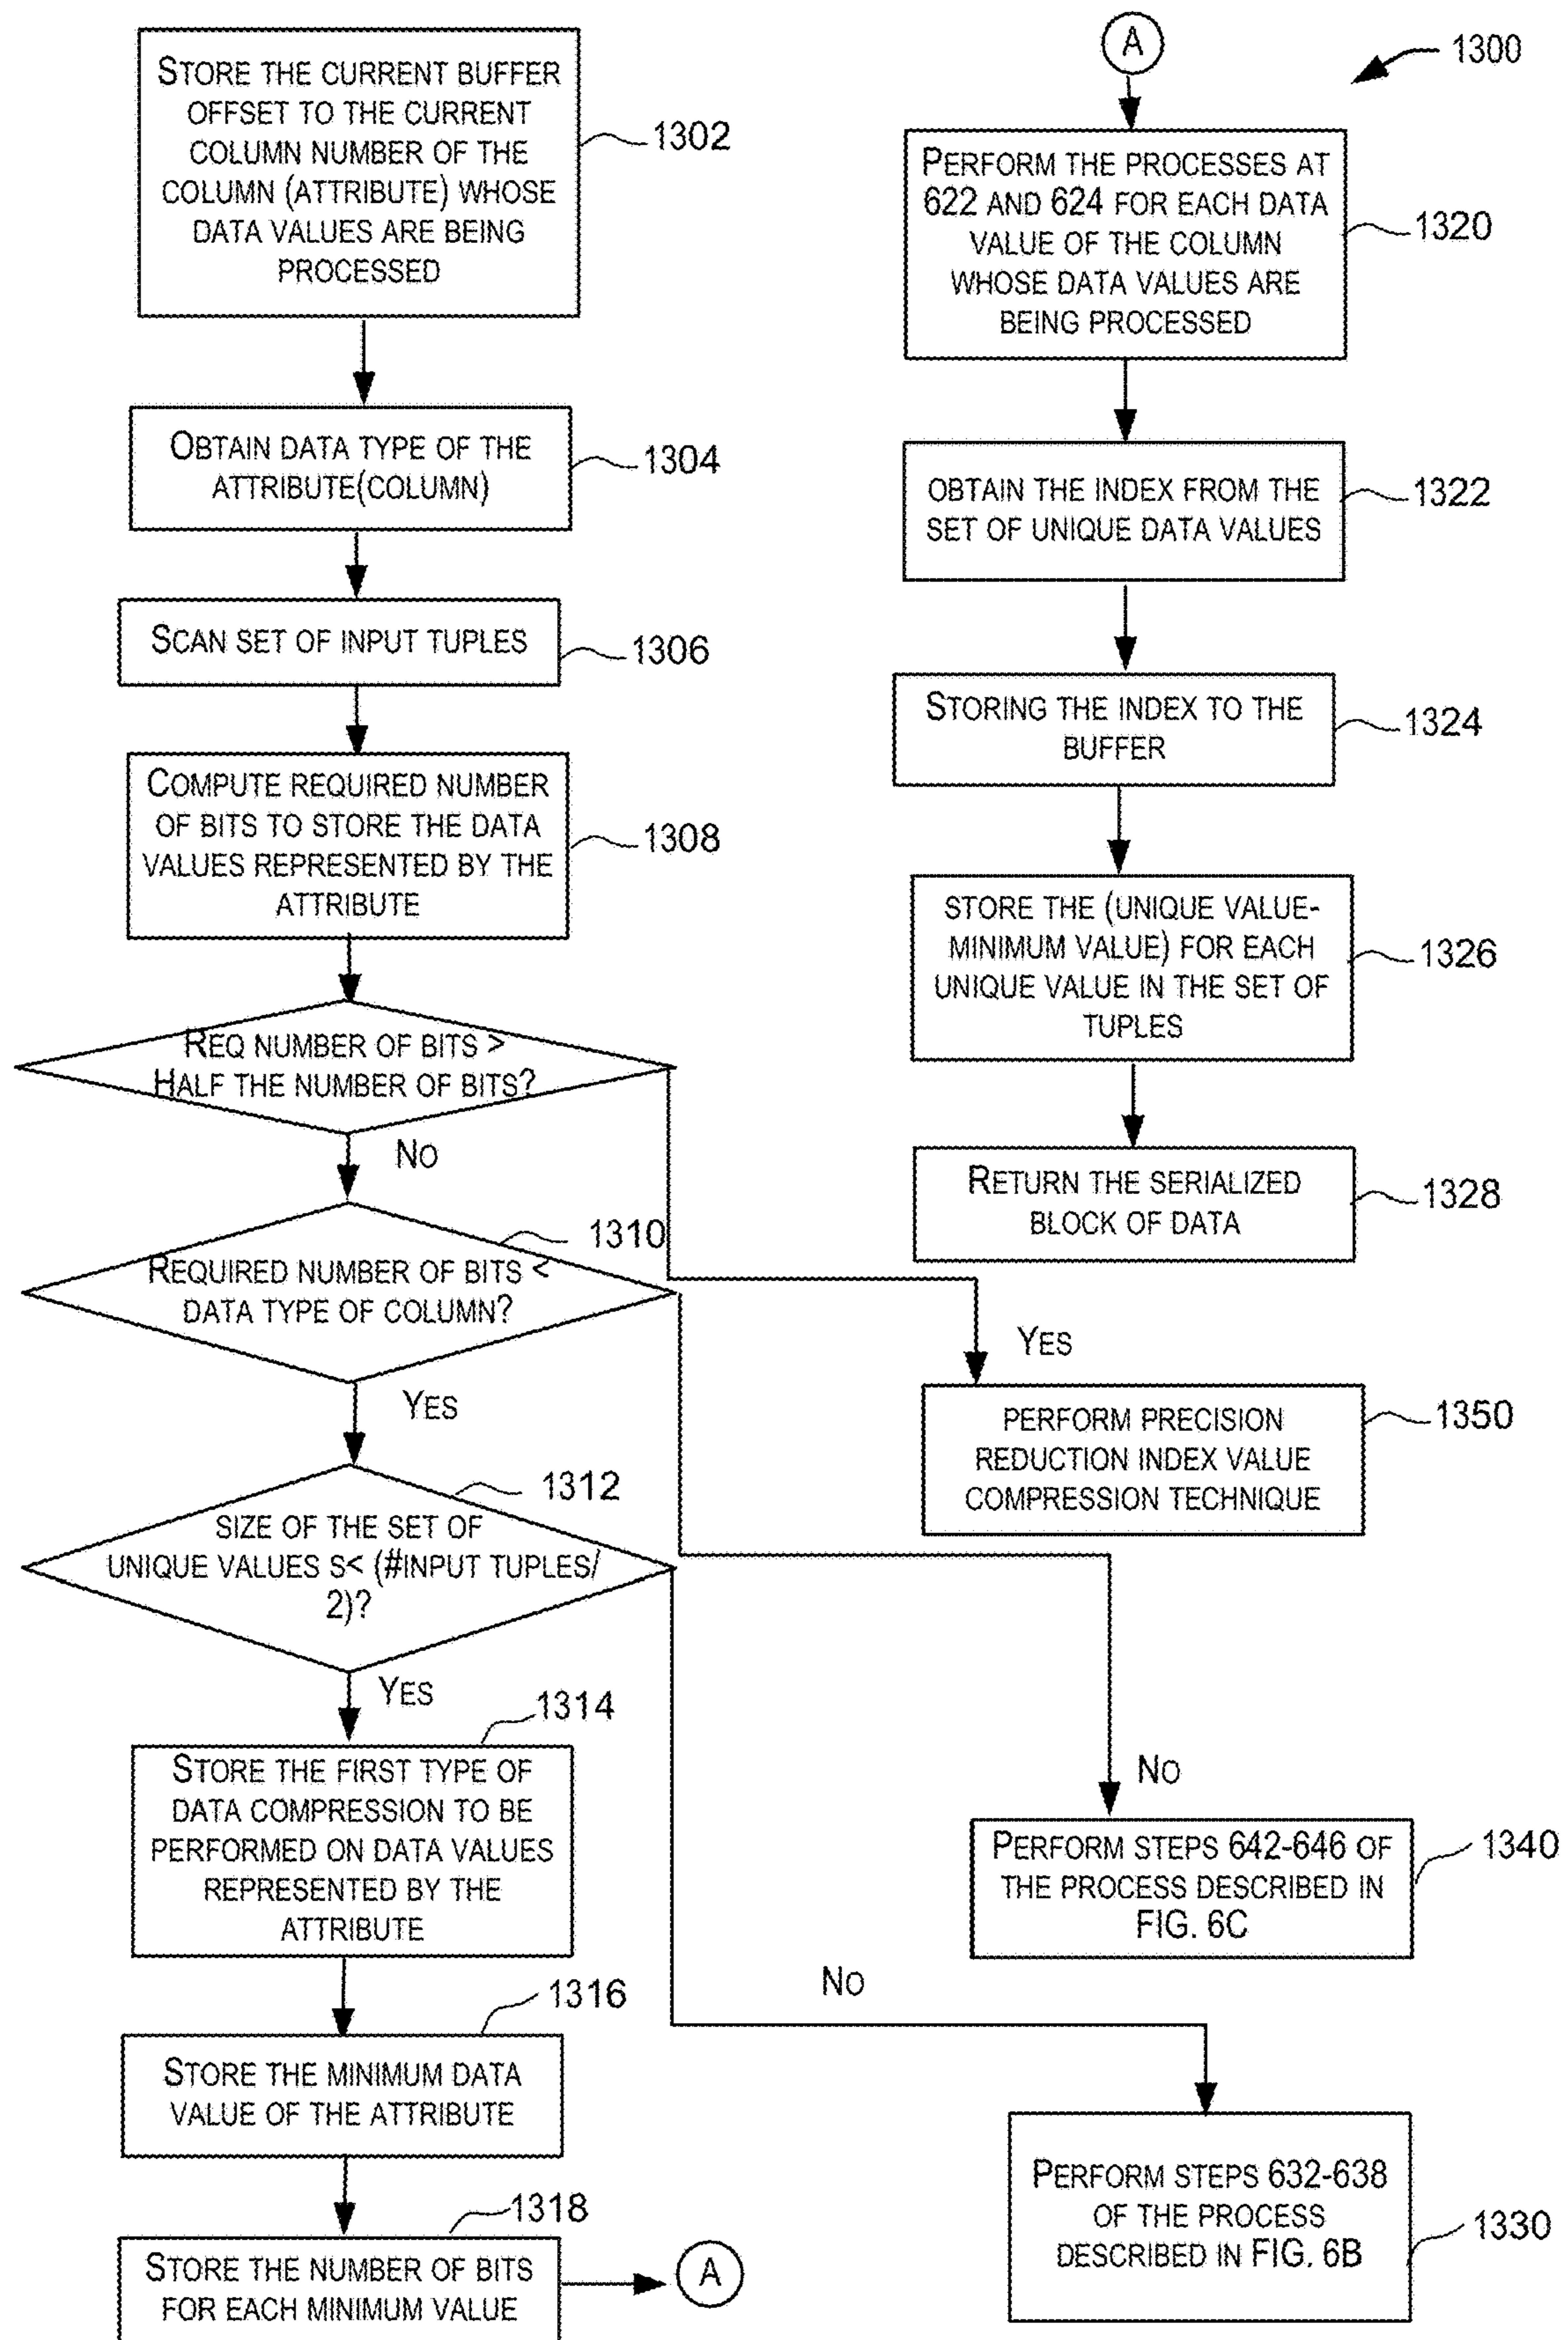 STORE THE CURRENT BUFFER
OFFSET TO THE CURRENT
COLUMN NUMBER OF THE
COLUMN (ATTRIBUTE) WHOSE
DATA VALUES ARE BEING
PROCESSED
1302
OBTAIN DATA TYPE OF THE
ATTRIBUTE(COLUMN)
1304
SCAN SET OF INPUT TUPLES
1306
COMPUTE REQUIRED NUMBER
OF BITS TO STORE THE DATA
VALUES REPRESENTED BY THE
ATTRIBUTE
1308
REQ NUMBER OF BITS >
HALF THE NUMBER OF BITS?
NO
1310
REQUIRED NUMBER OF BITS <
DATA TYPE OF COLUMN?
YES
1312
SIZE OF THE SET OF
UNIQUE VALUES S< (#INPUT TUPLES/
2)?
YES
1314
STORE THE FIRST TYPE OF
DATA COMPRESSION TO BE
PERFORMED ON DATA VALUES
REPRESENTED BY THE
ATTRIBUTE
1316
STORE THE MINIMUM DATA
VALUE OF THE ATTRIBUTE
1318
STORE THE NUMBER OF BITS
FOR EACH MINIMUM VALUE
A
A
1300
PERFORM THE PROCESSES AT
622 AND 624 FOR EACH DATA
VALUE OF THE COLUMN
WHOSE DATA VALUES ARE
BEING PROCESSED
1320
OBTAIN THE INDEX FROM THE
SET OF UNIQUE DATA VALUES
1322
STORING THE INDEX TO THE
BUFFER
1324
STORE THE (UNIQUE VALUE-
MINIMUM VALUE) FOR EACH
UNIQUE VALUE IN THE SET OF
TUPLES
1326
RETURN THE SERIALIZED
BLOCK OF DATA
1328
YES
PERFORM PRECISION
REDUCTION INDEX VALUE
COMPRESSION TECHNIQUE
1350
NO
PERFORM STEPS 642-646 OF
THE PROCESS DESCRIBED IN
FIG. 6C
1340
NO
PERFORM STEPS 632-638
OF THE PROCESS
DESCRIBED IN FIG. 6B
1330